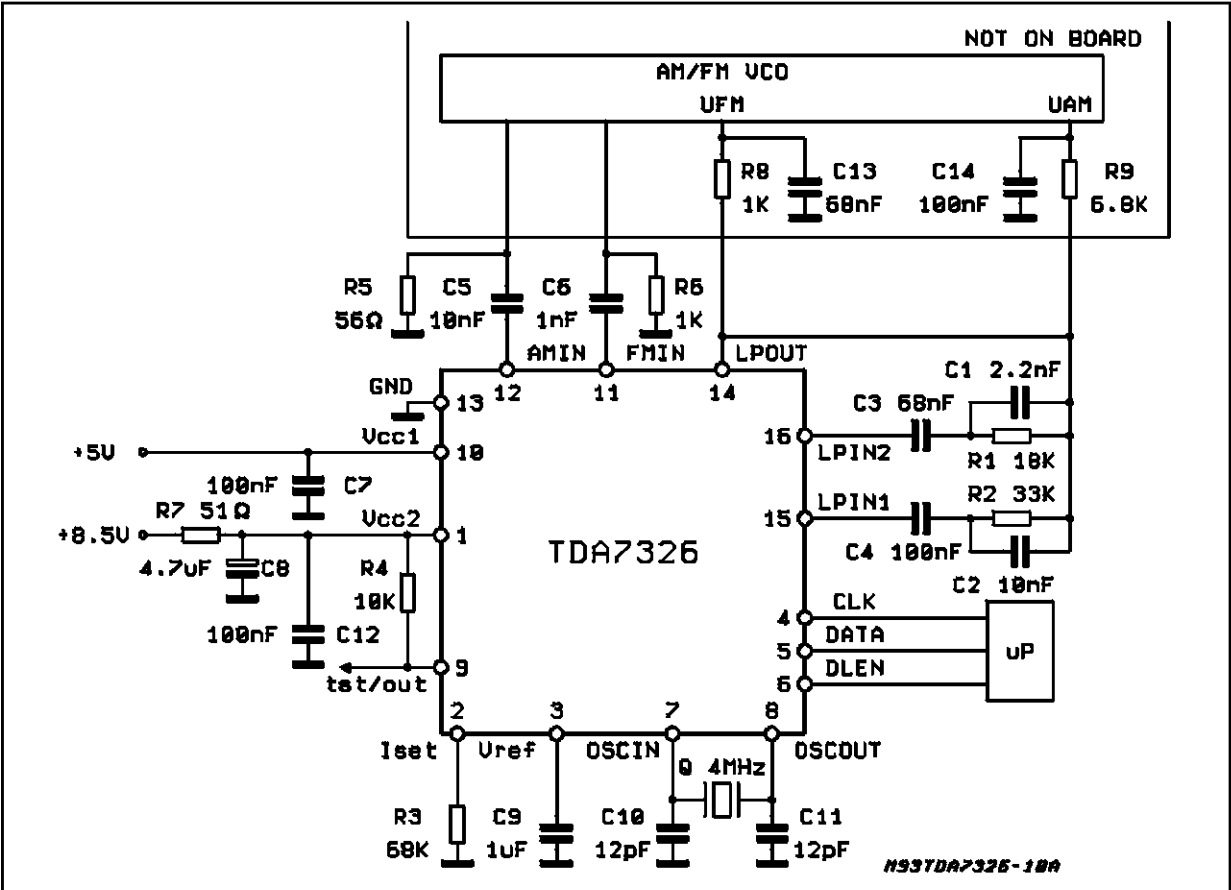 NOT ON BOARD
AM/FM VCO
VFM
VAM
R8
1K
C13
68nF
C14
100nF
R9
6.8K
R5
56Ω
C5
10nF
C6
1nF
R6
1K
AMIN
FMIN
LPOUT
12
11
14
GND
13
C1 2.2nF
C3 68nF
Vcc1
10
+5V
16
LPIN2
R1 18K
100nF
C7
R2 33K
R7 51Ω
Vcc2
LPIN1
15
+8.5V
1
TDA7326
C4 100nF
4.7uF
C8
R4
10K
C2 10nF
CLK
4
100nF
C12
DATA
5
uP
9
DLEN
6
tst/out
2
3
7
8
Iset
Vref
OSCIN
OSCOUT
Q 4MHz
R3
68K
C9
1uF
C10
12pF
C11
12pF
M93TDA7326-10A